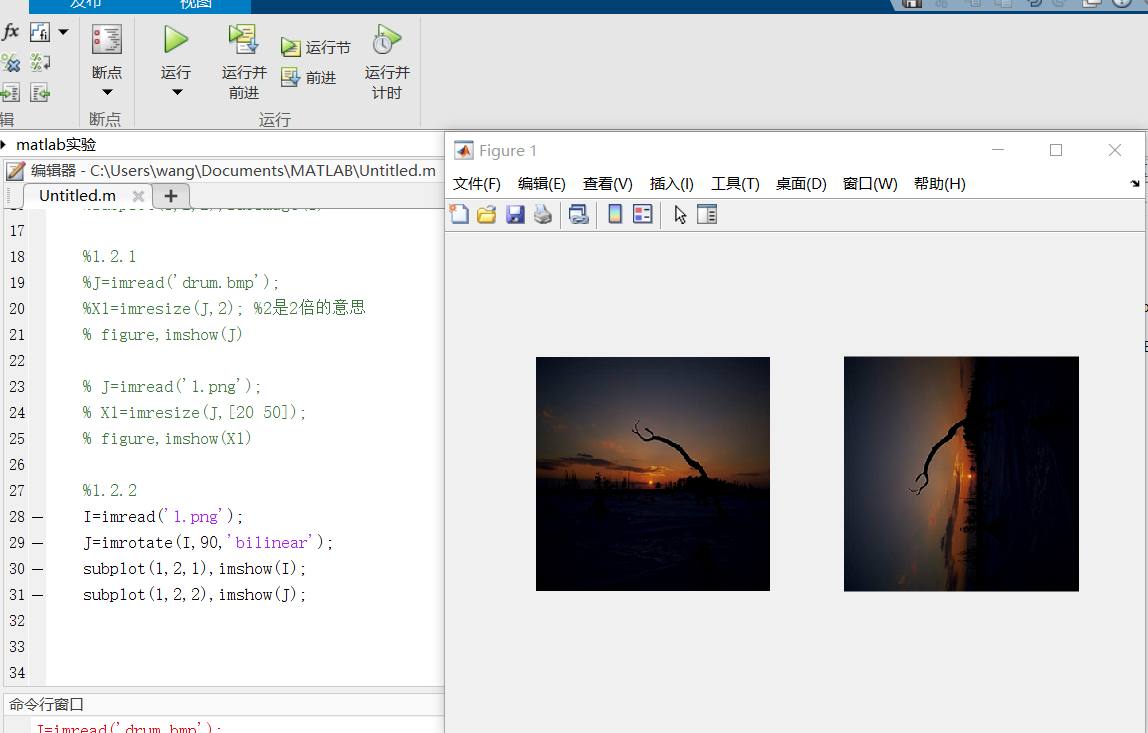 发布 视图
fx
断点
运行
运行并
前进
运行节
前进
运行并
计时
辑
断点
运行
matlab实验
编辑器 - C:\Users\wang\Documents\MATLAB\Untitled.m
Untitled.m
17
18 %1.2.1
19 %J=imread('drum.bmp');
20 %X1=imresize(J,2); %2是2倍的意思
21 % figure,imshow(J)
22
23 % J=imread('1.png');
24 % X1=imresize(J,[20 50]);
25 % figure,imshow(X1)
26
27 %1.2.2
28 — I=imread('1.png');
29 — J=imrotate(I,90,'bilinear');
30 — subplot(1,2,1),imshow(I);
31 — subplot(1,2,2),imshow(J);
32
33
34
命令行窗口
J=imread('drum.bmp');
Figure 1
文件(F) 编辑(E) 查看(V) 插入(I) 工具(T) 桌面(D) 窗口(W) 帮助(H)